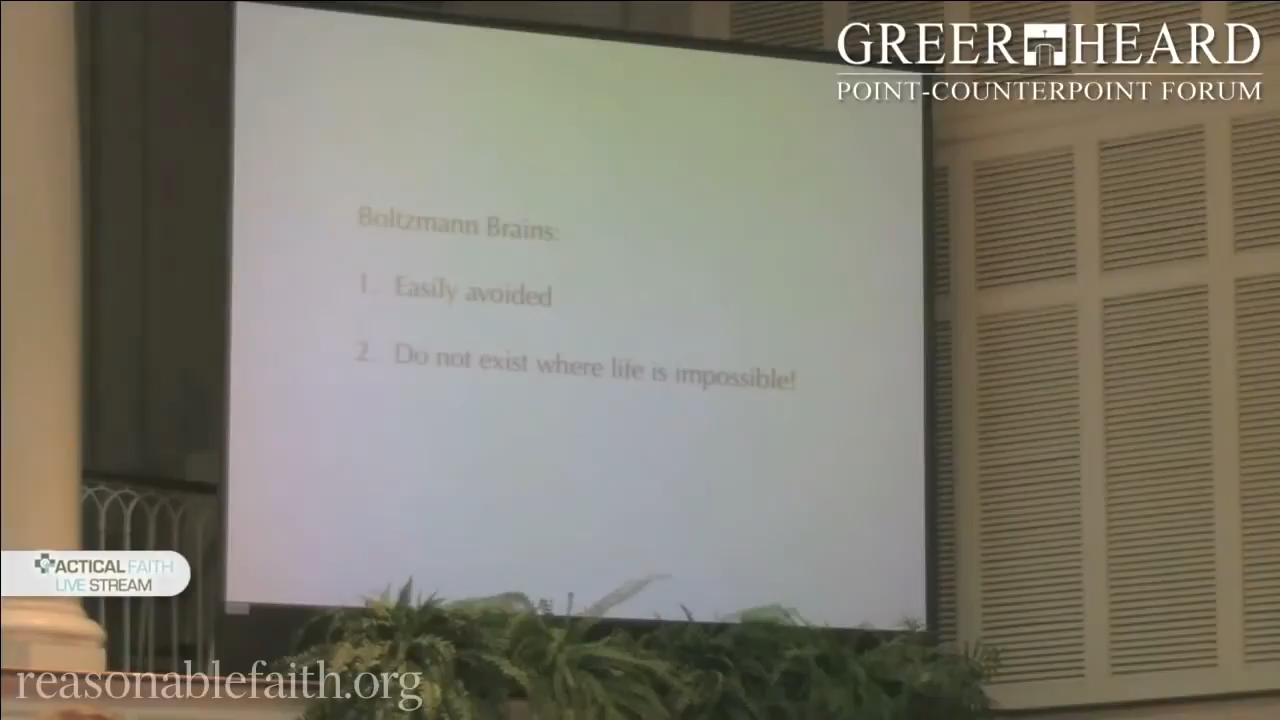 GREER HEARD
POINT-COUNTERPOINT FORUM
Boltzmann Brains:
1. Easily avoided
2. Do not exist where life is impossible!
TACTICAL FAITH
LIVE STREAM
reasonablefaith.org